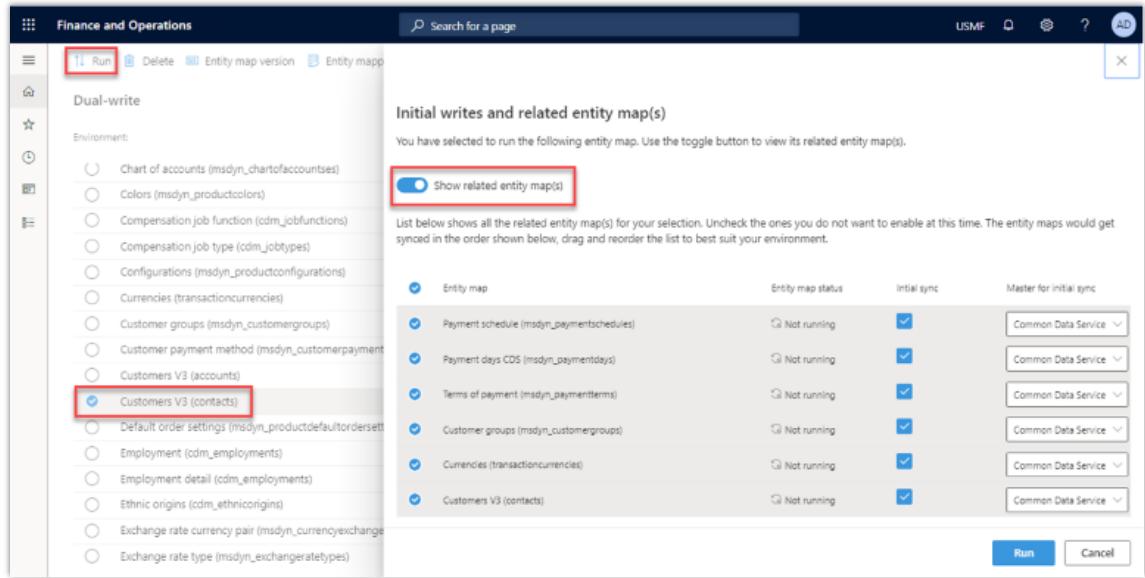 Finance and Operations
Search for a page
USMF
?
AD
Run
Delete
Entity map version
Entity mapp
Dual-write
Environment:
Chart of accounts (msdyn_chartofaccountses)
Colors (msdyn_productcolors)
Compensation job function (cdm_jobfunctions)
Compensation job type (cdm_jobtypes)
Configurations (msdyn_productconfigurations)
Currencies (transactioncurrencies)
Customer groups (msdyn_customergroups)
Customer payment method (msdyn_customerpayment
Customers V3 (accounts)
Customers V3 (contacts)
Default order settings (msdyn_productdefaultordersett
Employment (cdm_employments)
Employment detail (cdm_employments)
Ethnic origins (cdm_ethnicorigins)
Exchange rate currency pair (msdyn_currencyexchange
Exchange rate type (msdyn_exchangeratetypes)
Initial writes and related entity map(s)
You have selected to run the following entity map. Use the toggle button to view its related entity map(s).
Show related entity map(s)
List below shows all the related entity map(s) for your selection. Uncheck the ones you do not want to enable at this time. The entity maps would get
synced in the order shown below, drag and reorder the list to best suit your environment.
Entity map Entity map status Intial sync Master for initial sync
Payment schedule (msdyn_paymentschedules) Not running Common Data Service
Payment days CDS (msdyn_paymentdays) Not running Common Data Service
Terms of payment (msdyn_paymentterms) Not running Common Data Service
Customer groups (msdyn_customergroups) Not running Common Data Service
Currencies (transactioncurrencies) Not running Common Data Service
Customers V3 (contacts) Not running Common Data Service
Run
Cancel